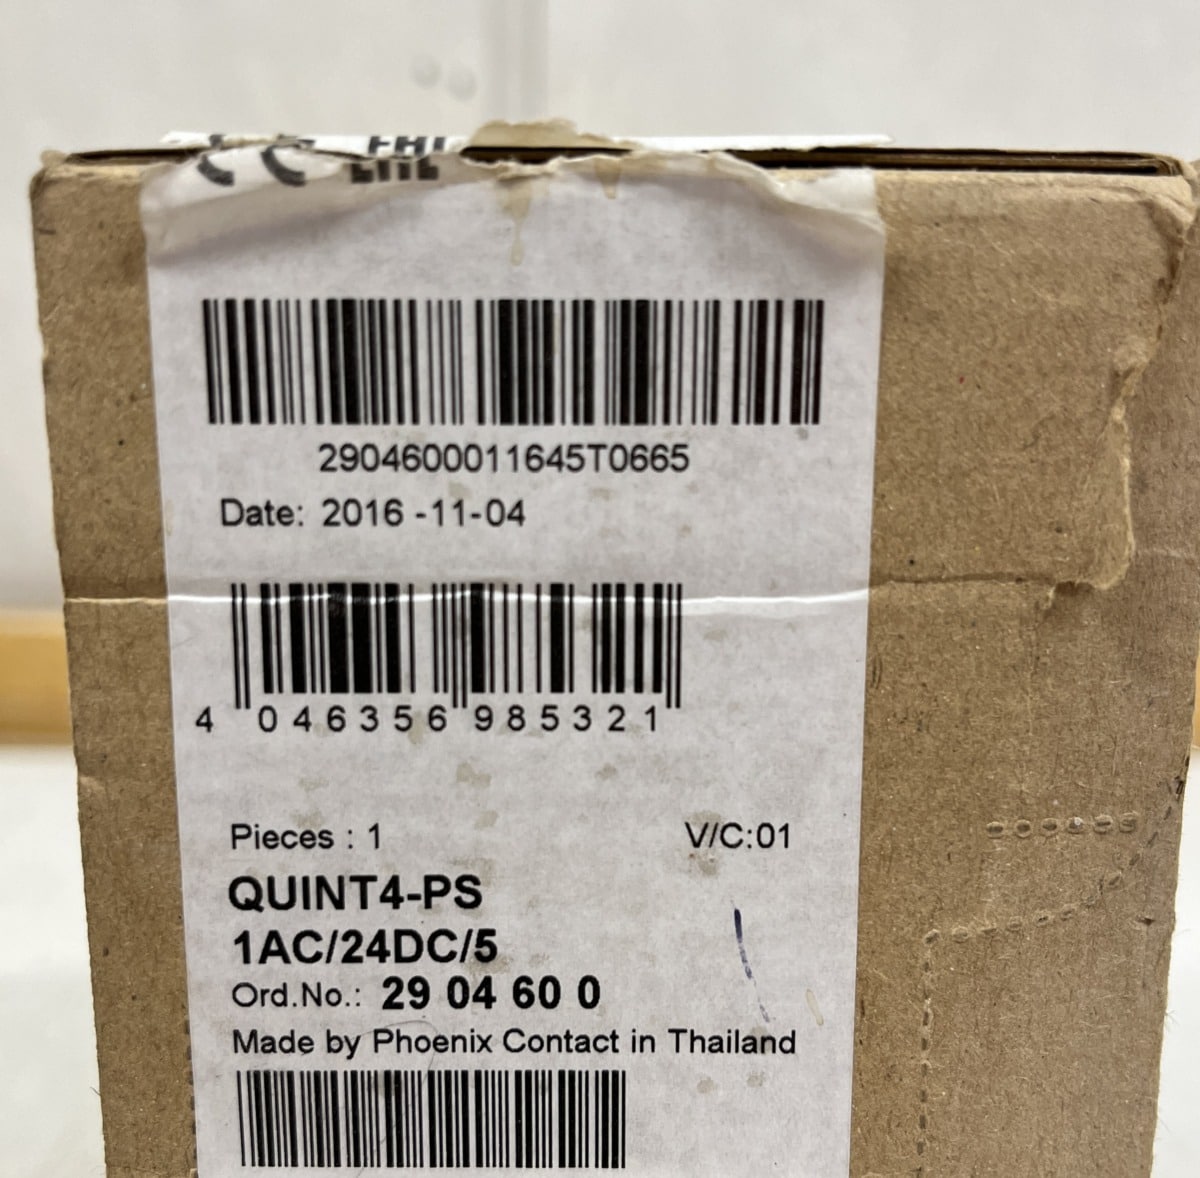 2904600011645T0665
Date: 2016 -11-04
4 046356 985321
Pieces : 1 V/C:01
QUINT4-PS
1AC/24DC/5
Ord.No.: 29 04 60 0
Made by Phoenix Contact in Thailand